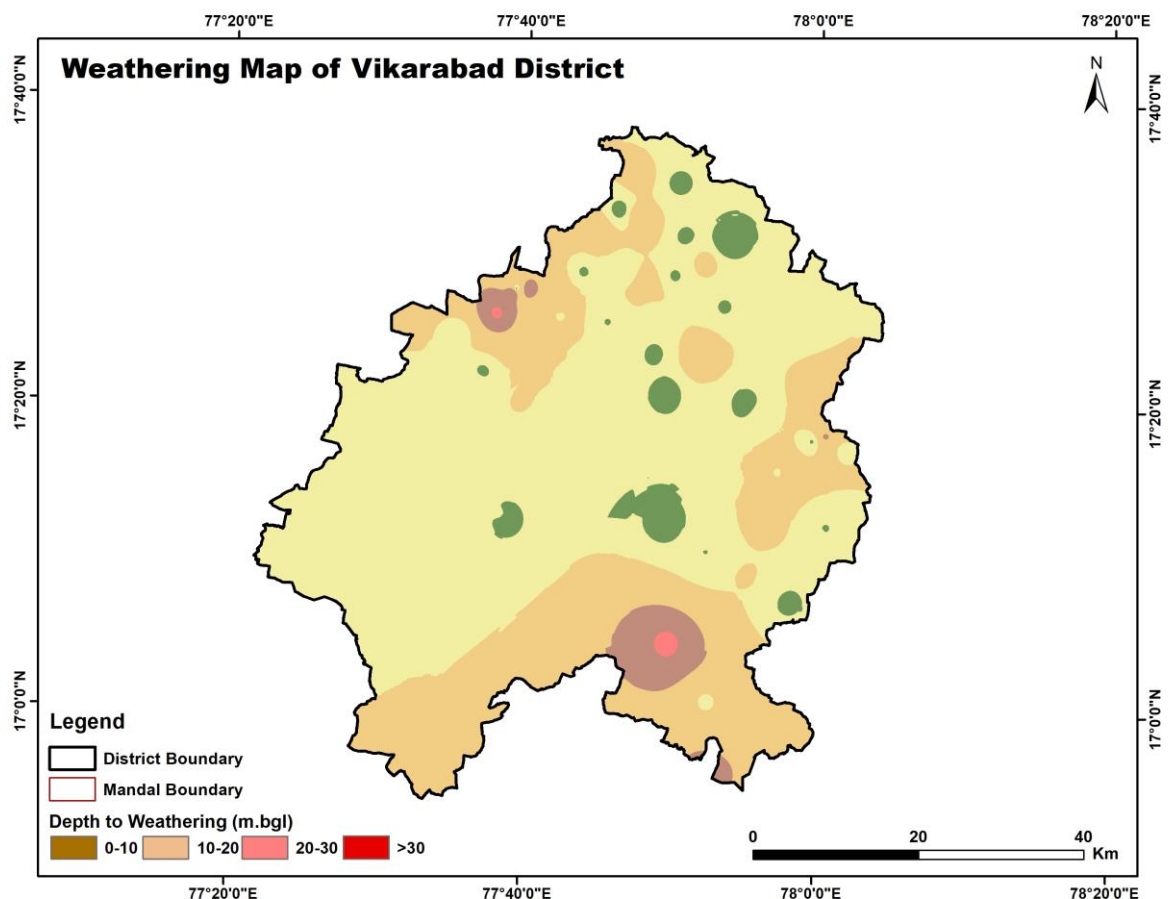 77°20'0"E 77°40'0"E 78°0'0"E 78°20'0"E
Weathering Map of Vikarabad District
N
17°40'0"N 17°40'0"N
17°20'0"N 17°20'0"N
17°0'0"N 17°0'0"N
Legend
District Boundary
Mandal Boundary
Depth to Weathering (m.bgl)
0-10 10-20 20-30 >30
0 20 40
Km
77°20'0"E 77°40'0"E 78°0'0"E 78°20'0"E